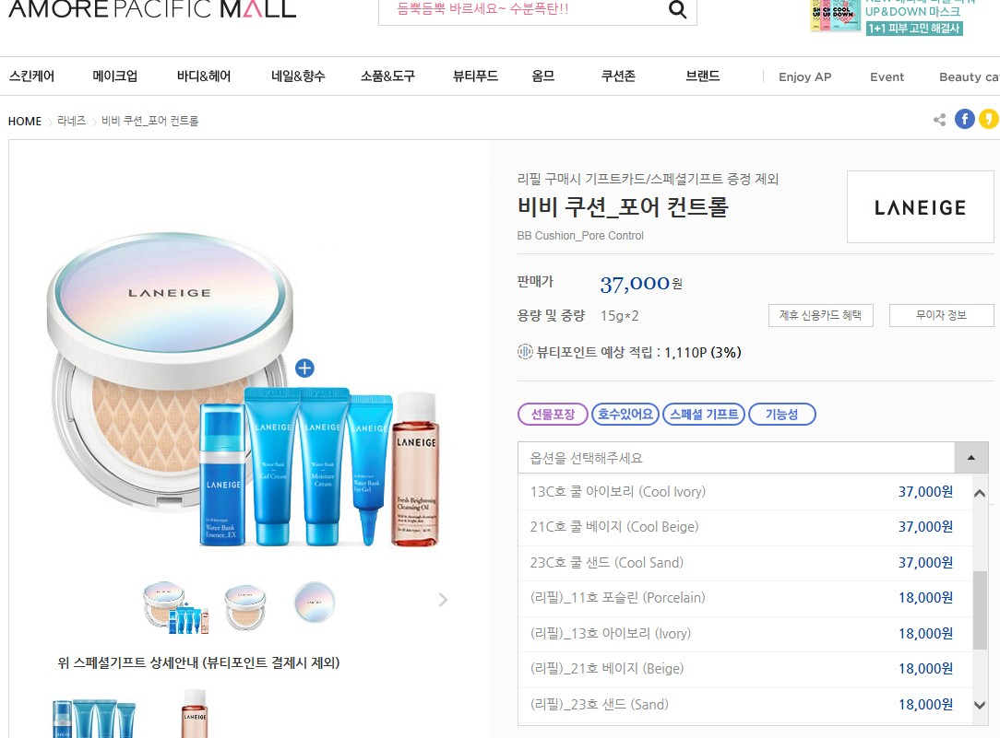 AMOREPACIFIC MALL
듬뿍듬뿍 바르세요~ 수분폭탄!!
UP&DOWN 마스크
1+1 피부 고민 해결사
스킨케어 메이크업 바디&헤어 네일&향수 소품&도구 뷰티푸드 옴므 쿠션존 브랜드 Enjoy AP Event Beauty ca
HOME 라네즈 비비 쿠션_포어 컨트롤
리필 구매시 기프트카드/스페셜기프트 증정 제외
비비 쿠션_포어 컨트롤
BB Cushion_Pore Control
LANEIGE
판매가 37,000원
용량 및 중량 15g*2
제휴 신용카드 혜택
무이자 정보
뷰티포인트 예상 적립 : 1,110P (3%)
선물포장 호수있어요 스페셜 기프트 기능성
옵션을 선택해주세요
13C호 쿨 아이보리 (Cool Ivory) 37,000원
21C호 쿨 베이지 (Cool Beige) 37,000원
23C호 쿨 샌드 (Cool Sand) 37,000원
(리필)_11호 포슬린 (Porcelain) 18,000원
(리필)_13호 아이보리 (Ivory) 18,000원
(리필)_21호 베이지 (Beige) 18,000원
(리필)_23호 샌드 (Sand) 18,000원
LANEIGE
LANEIGE
Water Bank
Essence_EX
LANEIGE
Water Bank
Gel Cream
LANEIGE
Water Bank
Moisture
Cream
LANEIGE
Water Bank
Eye Gel
LANEIGE
Fresh Brightening
Cleansing Oil
위 스페셜기프트 상세안내 (뷰티포인트 결제시 제외)
LANEIGE